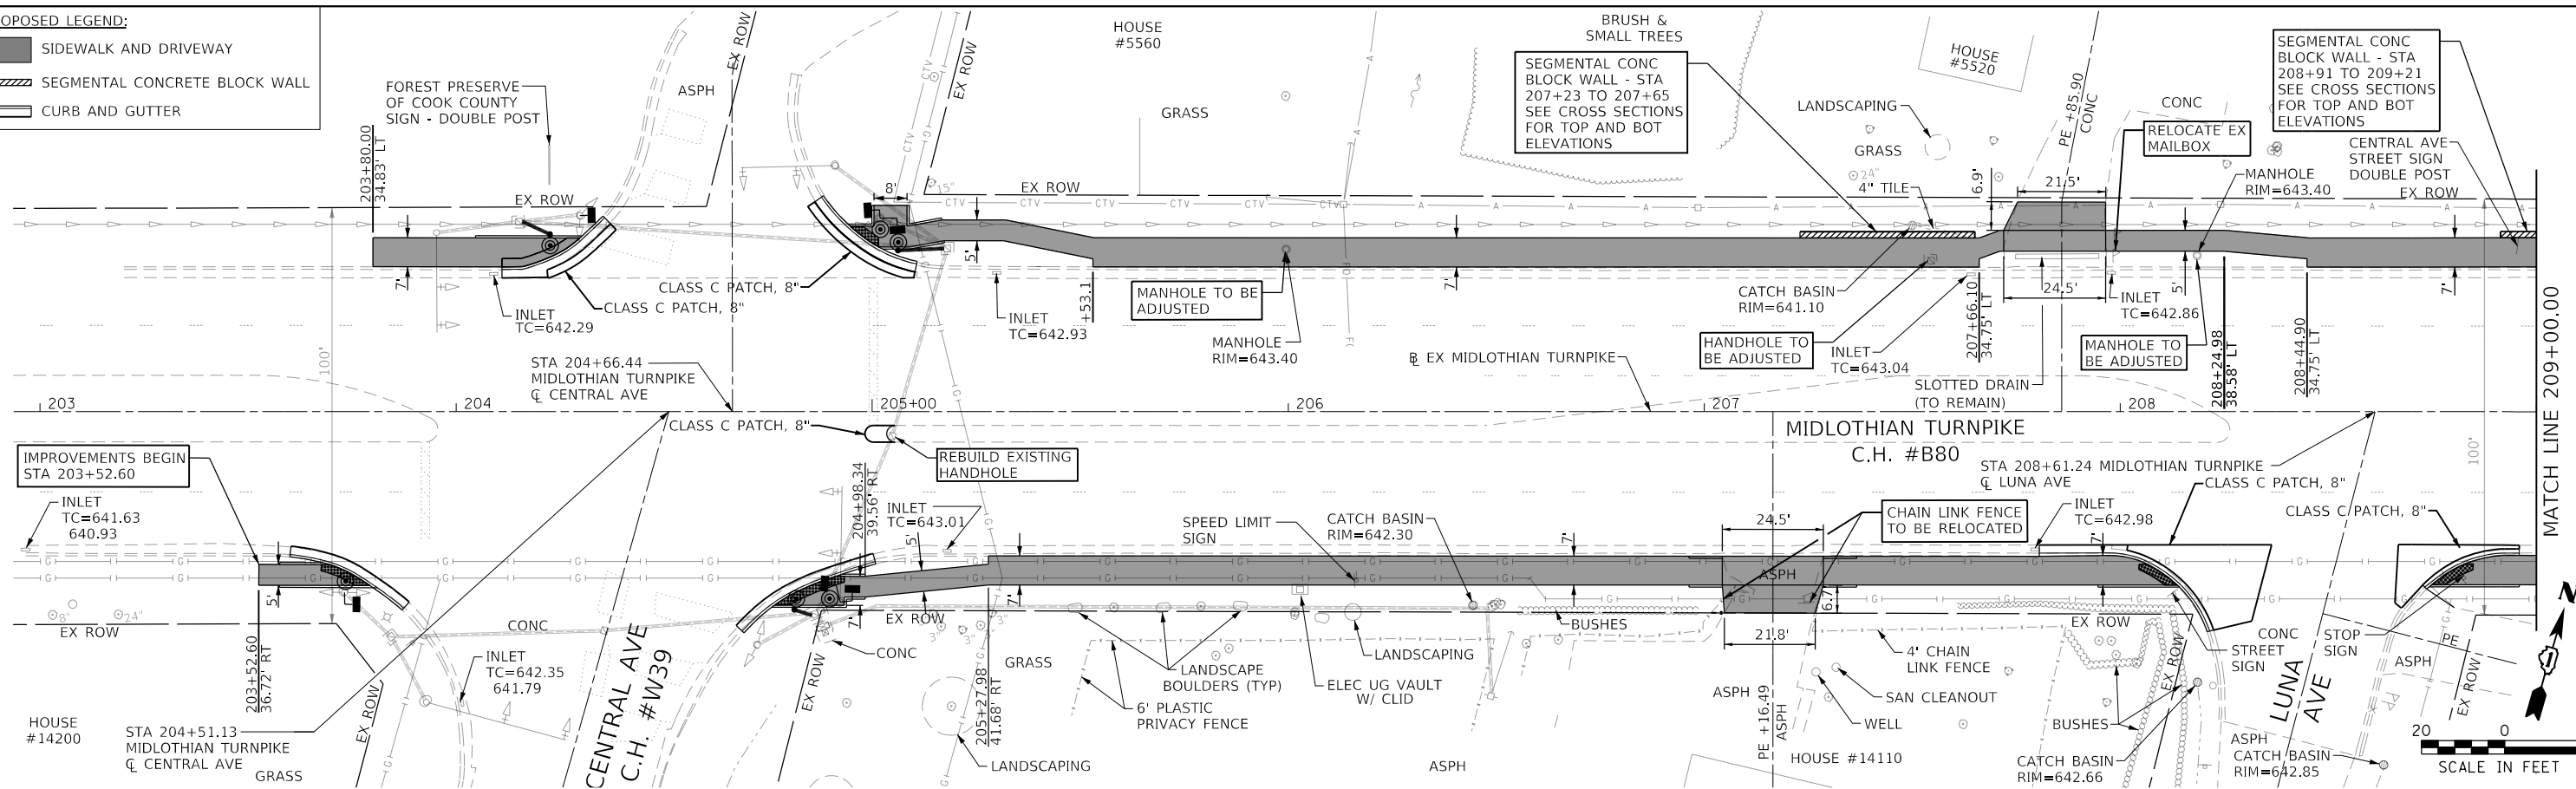 OPOSED LEGEND:
SIDEWALK AND DRIVEWAY
SEGMENTAL CONCRETE BLOCK WALL
CURB AND GUTTER
FOREST PRESERVE
OF COOK COUNTY
SIGN - DOUBLE POST
ASPH
EX ROW
EX ROW
HOUSE
#5560
GRASS
BRUSH &
SMALL TREES
SEGMENTAL CONC
BLOCK WALL - STA
207+23 TO 207+65
SEE CROSS SECTIONS
FOR TOP AND BOT
ELEVATIONS
HOUSE
#5520
LANDSCAPING
GRASS
24"
4" TILE
PE +85.90
CONC
CONC
RELOCATE EX
MAILBOX
SEGMENTAL CONC
BLOCK WALL - STA
208+91 TO 209+21
SEE CROSS SECTIONS
FOR TOP AND BOT
ELEVATIONS
CENTRAL AVE
STREET SIGN
DOUBLE POST
EX ROW
MANHOLE
RIM=643.40
203+80.00
34.83' LT
EX ROW
8'
15"
EX ROW
CTV CTV CTV CTV
6.9'
21.5'
7'
INLET
TC=642.29
CLASS C PATCH, 8"
CLASS C PATCH, 8"
5'
INLET
TC=642.93
+53.1
MANHOLE TO BE
ADJUSTED
MANHOLE
RIM=643.40
7'
CATCH BASIN
RIM=641.10
HANDHOLE TO
BE ADJUSTED
INLET
TC=643.04
207+66.10
34.75' LT
24.5'
SLOTTED DRAIN
(TO REMAIN)
INLET
TC=642.86
5'
MANHOLE TO
BE ADJUSTED
208+24.98
38.58' LT
208+44.90
34.75' LT
7'
MATCH LINE 209+00.00
100'
STA 204+66.44
MIDLOTHIAN TURNPIKE
℄ CENTRAL AVE
EX MIDLOTHIAN TURNPIKE
203
204
205+00
206
207
208
CLASS C PATCH, 8"
REBUILD EXISTING
HANDHOLE
MIDLOTHIAN TURNPIKE
C.H. #B80
STA 208+61.24 MIDLOTHIAN TURNPIKE
℄ LUNA AVE
CLASS C PATCH, 8"
100'
IMPROVEMENTS BEGIN
STA 203+52.60
INLET
TC=641.63
640.93
204+98.34
39.56' RT
INLET
TC=643.01
5'
SPEED LIMIT
SIGN
CATCH BASIN
RIM=642.30
7'
24.5'
CHAIN LINK FENCE
TO BE RELOCATED
INLET
TC=642.98
7'
CLASS C PATCH, 8"
ASPH
6.7'
21.8'
5'
8"
24"
EX ROW
203+52.60
36.72' RT
CONC
7'
EX ROW
7'
BUSHES
EX ROW
CONC
STREET
SIGN
STOP
SIGN
PE
ASPH
N
INLET
TC=642.35
641.79
CENTRAL AVE
C.H. #W39
EX ROW
EX ROW
CONC
3" 3" 3"
GRASS
205+27.98
41.68' RT
LANDSCAPE
BOULDERS (TYP)
6' PLASTIC
PRIVACY FENCE
LANDSCAPING
ELEC UG VAULT
W/ CLID
4' CHAIN
LINK FENCE
SAN CLEANOUT
WELL
ASPH
PE +16.49
ASPH
EX ROW
LUNA
AVE
EX ROW
HOUSE
#14200
STA 204+51.13
MIDLOTHIAN TURNPIKE
℄ CENTRAL AVE
GRASS
LANDSCAPING
ASPH
HOUSE #14110
BUSHES
CATCH BASIN
RIM=642.66
ASPH
CATCH BASIN
RIM=642.85
20 0
SCALE IN FEET